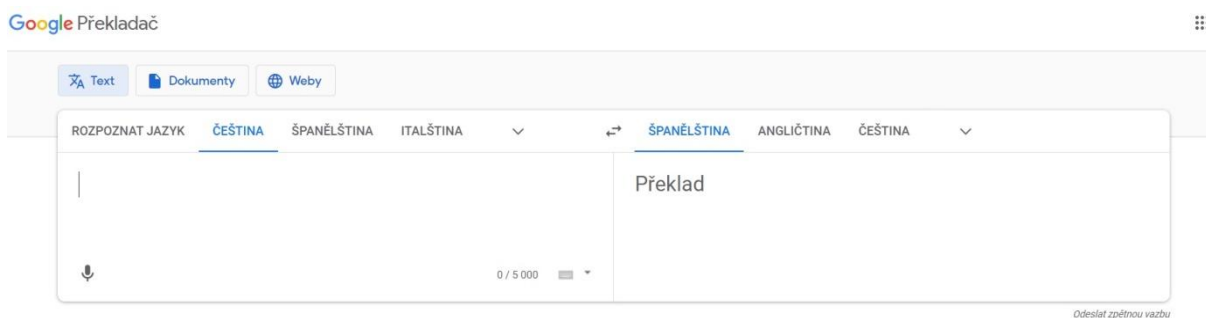 Google Překladač
Text Dokumenty Weby
ROZPOZNAT JAZYK ČEŠTINA ŠPANĚLŠTINA ITALŠTINA ŠPANĚLŠTINA ANGLIČTINA ČEŠTINA
Překlad
0 / 5 000
Odeslat zpětnou vazbu